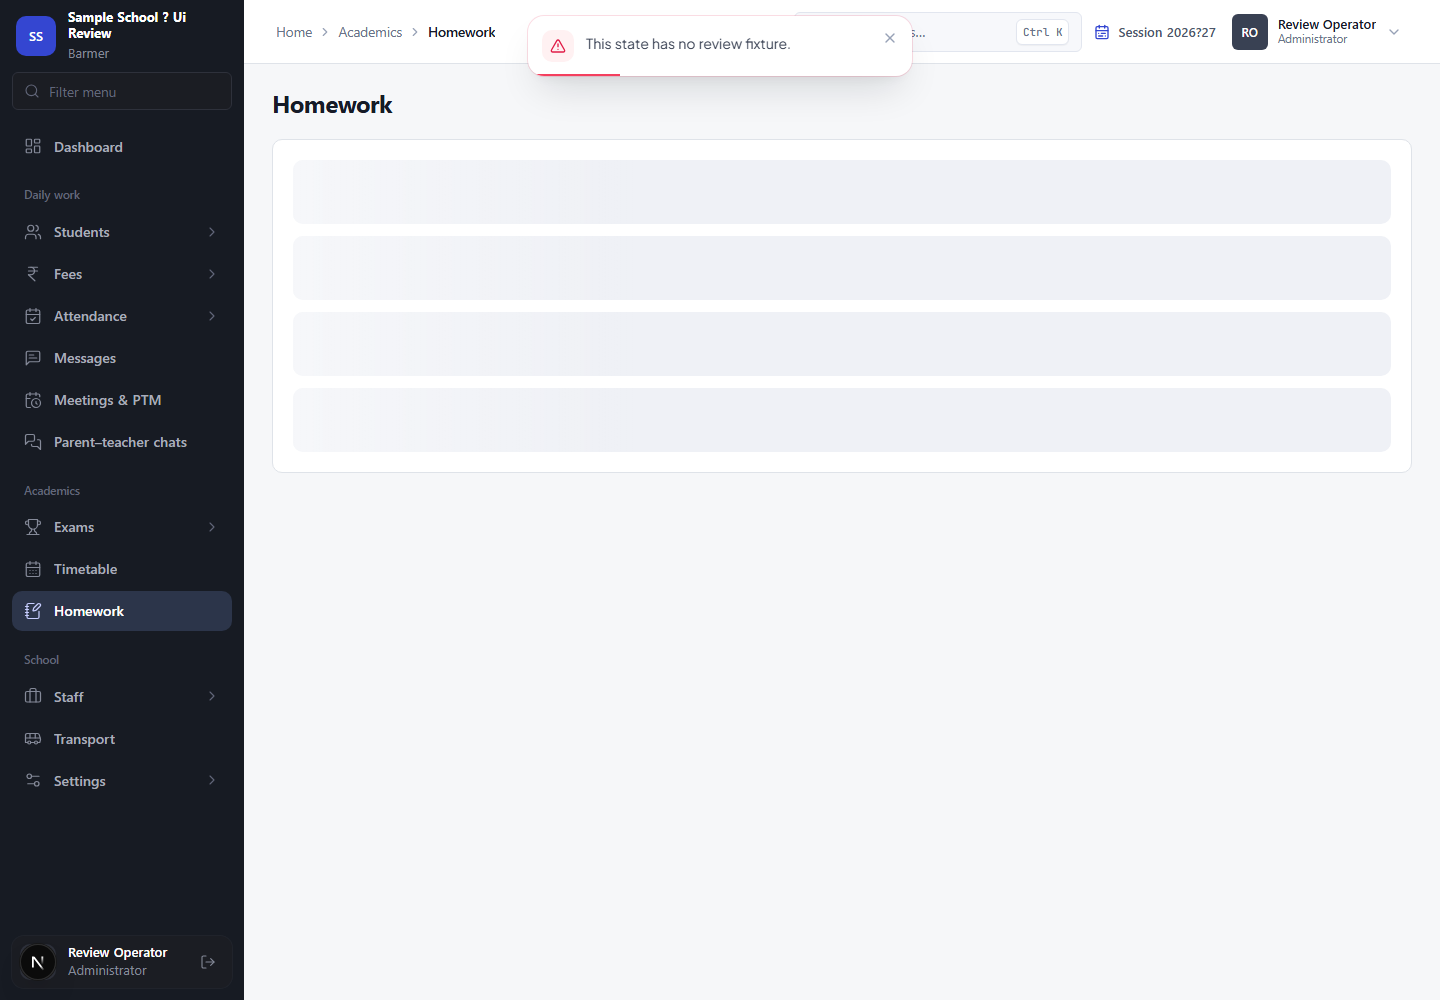 SS
Sample School ? Ui
Review
Barmer
Filter menu
Dashboard
Daily work
Students
Fees
Attendance
Messages
Meetings & PTM
Parent–teacher chats
Academics
Exams
Timetable
Homework
School
Staff
Transport
Settings
N
Review Operator
Administrator
Home
Academics
Homework
This state has no review fixture.
s...
Ctrl K
Session 2026?27
RO
Review Operator
Administrator
Homework